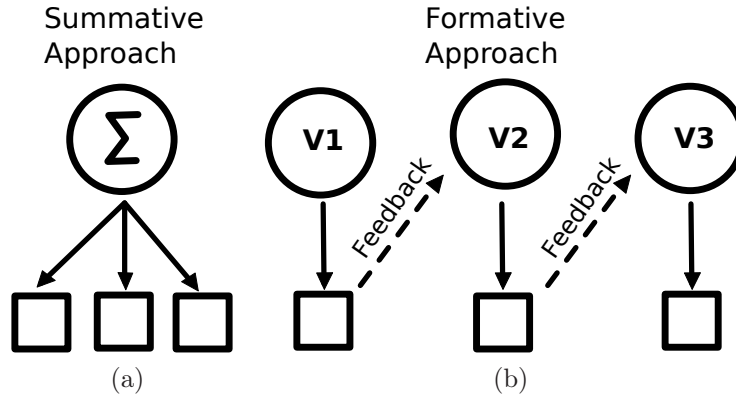 Summative
Approach
Formative
Approach
Σ
V1
V2
V3
Feedback
Feedback
(a)
(b)